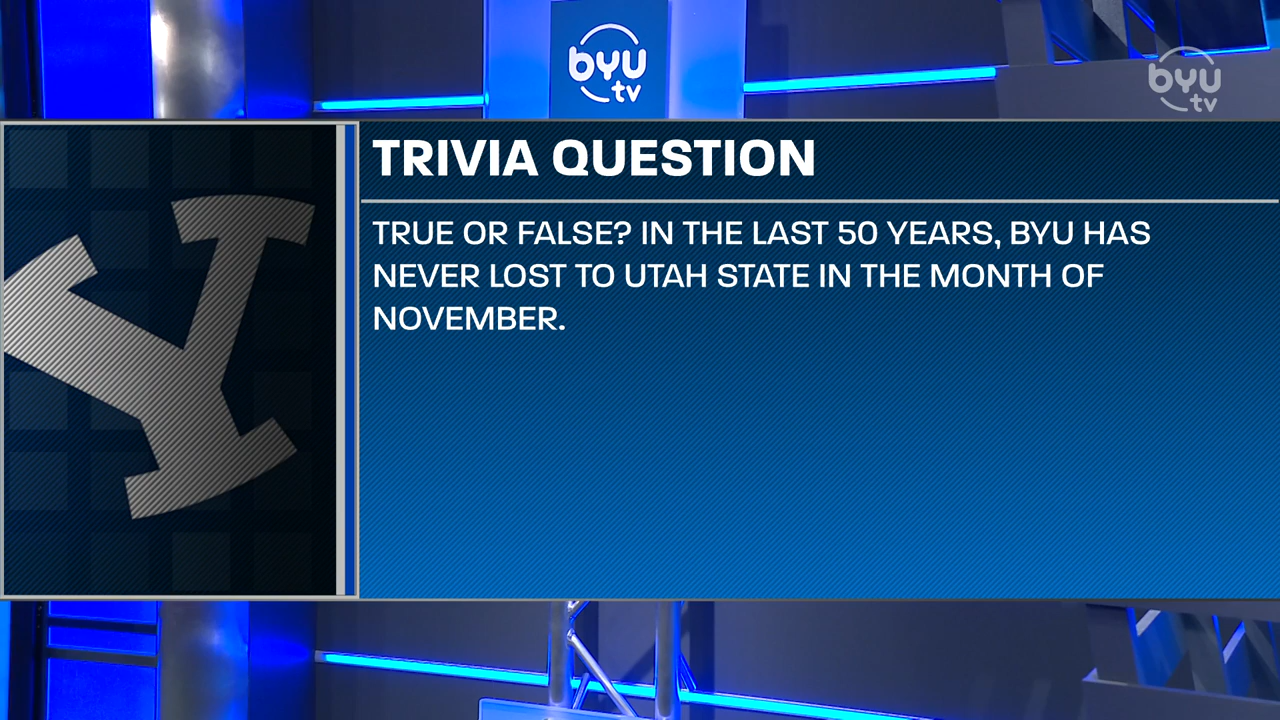 byu
tv
byu
tv
TRIVIA QUESTION
TRUE OR FALSE? IN THE LAST 50 YEARS, BYU HAS
NEVER LOST TO UTAH STATE IN THE MONTH OF
NOVEMBER.
Y